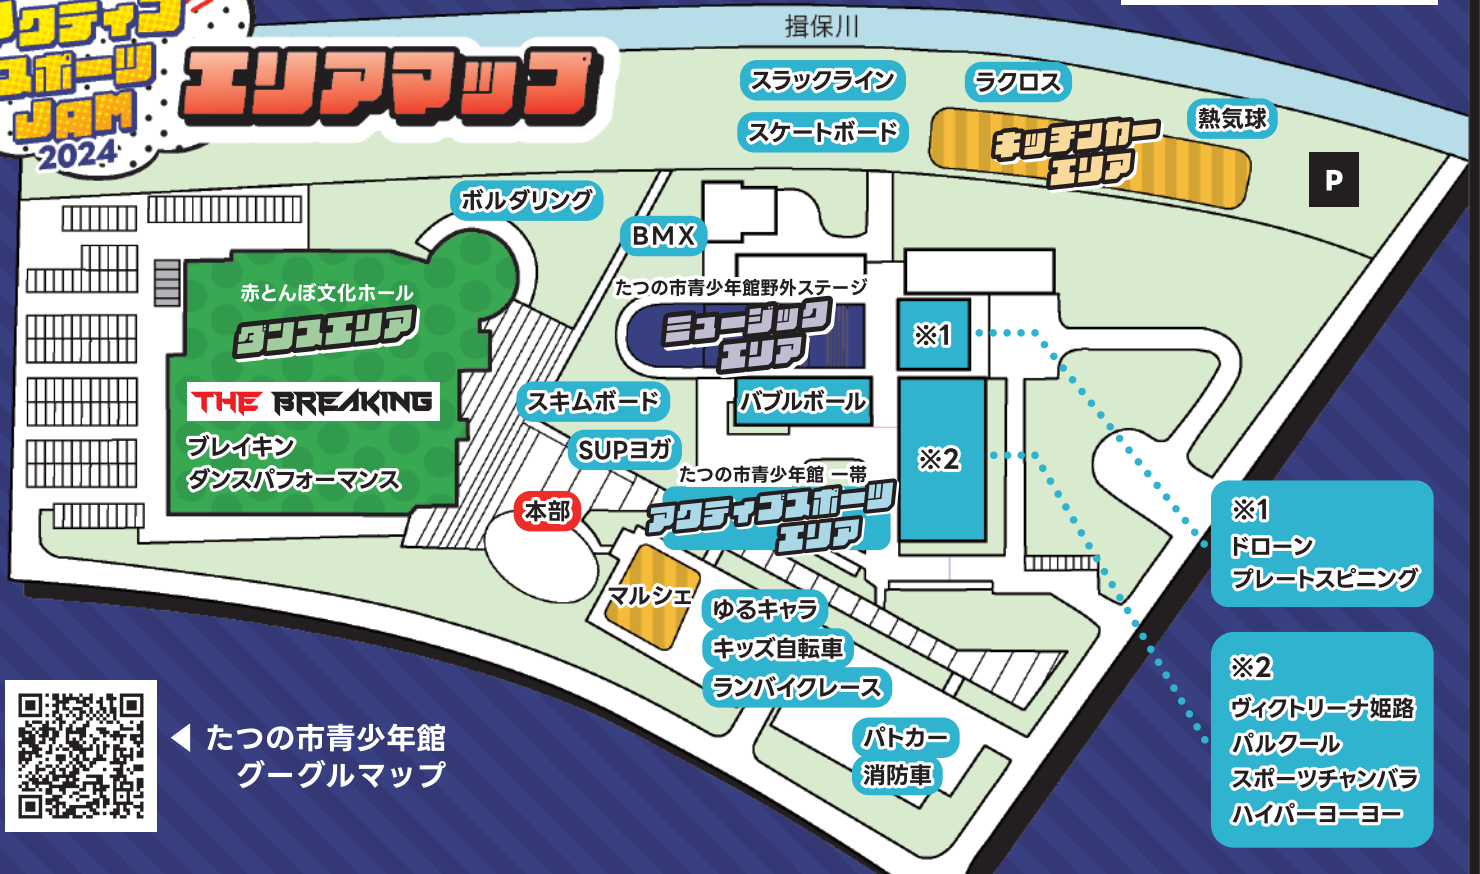 アクティブ
スポーツ
JAM
2024
エリアマップ
揖保川
スラックライン
ラクロス
スケートボード
熱気球
キッチンカー
エリア
P
ボルダリング
BMX
たつの市青少年館野外ステージ
ミュージック
エリア
赤とんぼ文化ホール
ダンスエリア
THE BREAKING
ブレイキン
ダンスパフォーマンス
※1
スキムボード
バブルボール
SUPヨガ
※2
たつの市青少年館 一帯
アクティブスポーツ
エリア
本部
マルシェ
ゆるキャラ
キッズ自転車
ランバイクレース
パトカー
消防車
※1
ドローン
プレートスピニング
※2
ヴィクトリーナ姫路
パルクール
スポーツチャンバラ
ハイパーヨーヨー
◀ たつの市青少年館
グーグルマップ